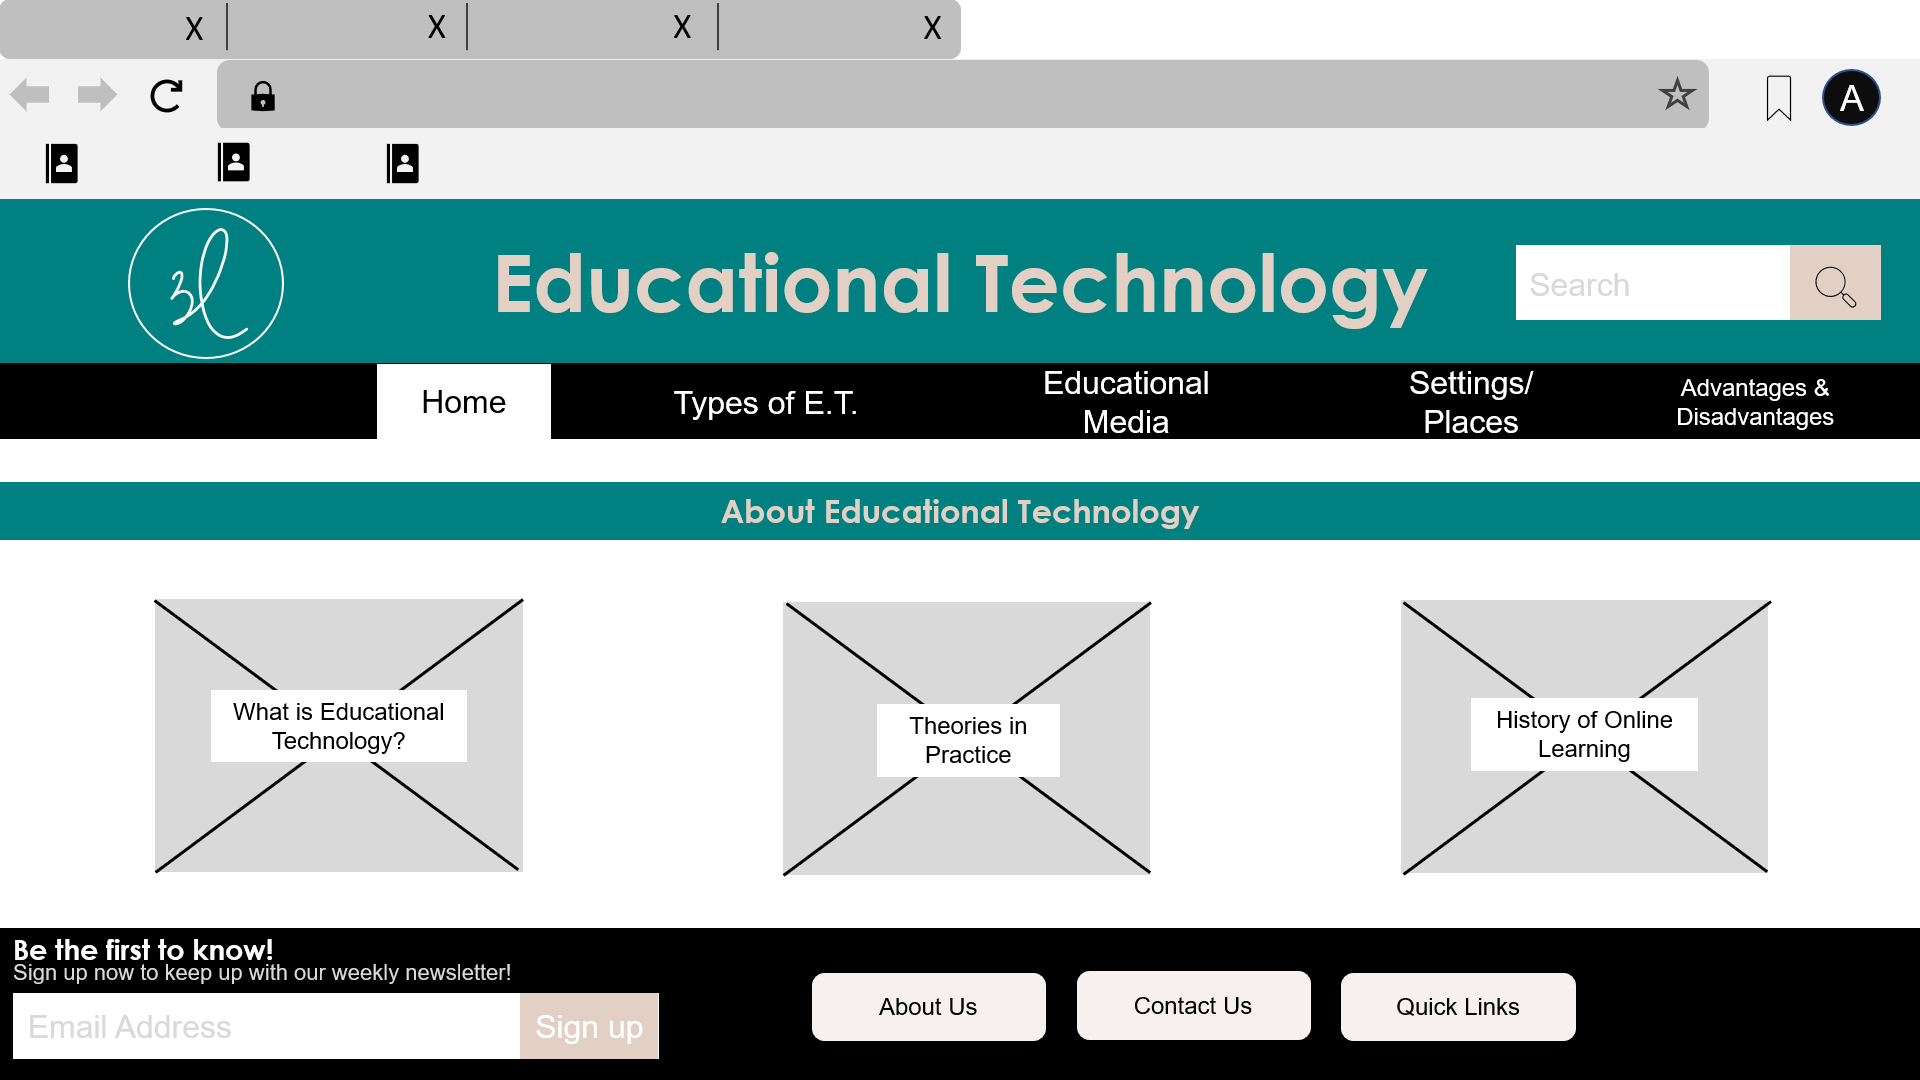 X X X X
A
Educational Technology
Search
Home
Types of E.T.
Educational
Media
Settings/
Places
Advantages &
Disadvantages
About Educational Technology
What is Educational
Technology?
Theories in
Practice
History of Online
Learning
Be the first to know!
Sign up now to keep up with our weekly newsletter!
Email Address
Sign up
About Us
Contact Us
Quick Links